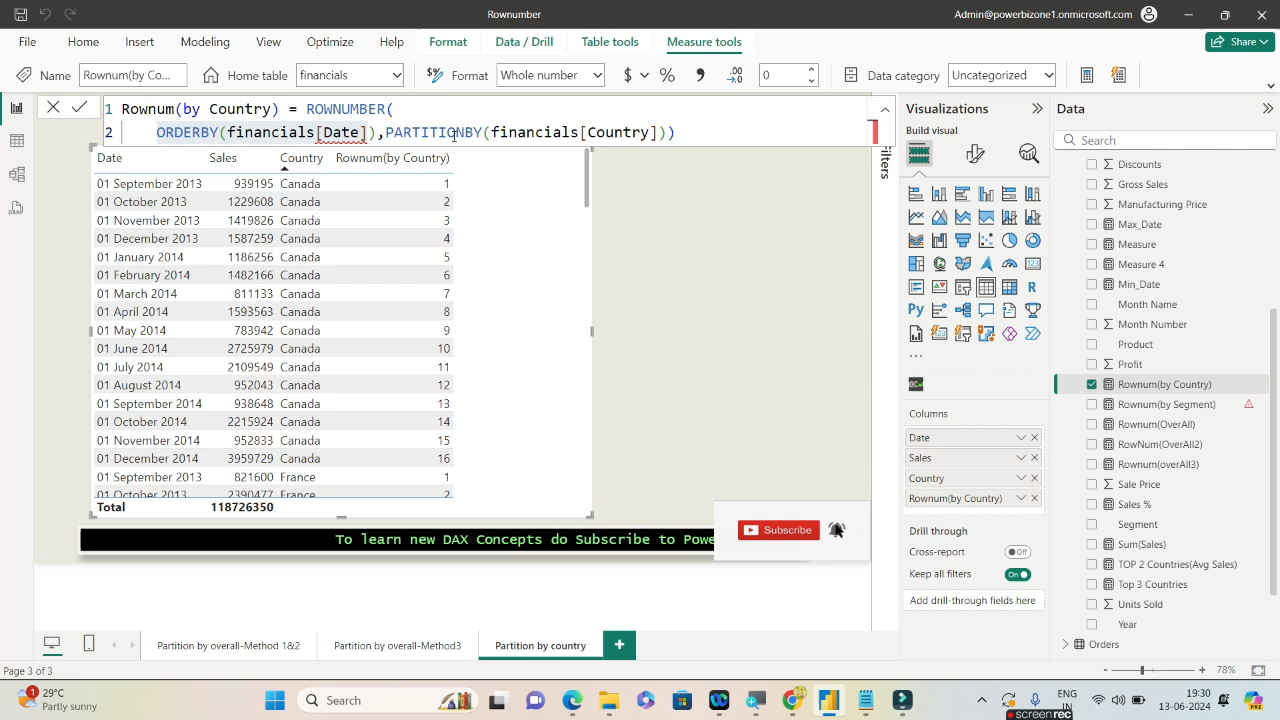 Rownumber
Admin@powerbizone1.onmicrosoft.com
File Home Insert Modeling View Optimize Help Format Data / Drill Table tools Measure tools
Share
Name Rownum(by Co... Home table financials Format Whole number $ % 0 Data category Uncategorized
1 Rownum(by Country) = ROWNUMBER(
2 ORDERBY(financials[Date]),PARTITIONBY(financials[Country]))
Date Sales Country Rownum(by Country)
01 September 2013 939195 Canada 1
01 October 2013 1229608 Canada 2
01 November 2013 1419826 Canada 3
01 December 2013 1587259 Canada 4
01 January 2014 1186256 Canada 5
01 February 2014 1482166 Canada 6
01 March 2014 811133 Canada 7
01 April 2014 1593563 Canada 8
01 May 2014 783942 Canada 9
01 June 2014 2725979 Canada 10
01 July 2014 2109549 Canada 11
01 August 2014 952043 Canada 12
01 September 2014 938648 Canada 13
01 October 2014 2215924 Canada 14
01 November 2014 952833 Canada 15
01 December 2014 3959729 Canada 16
01 September 2013 821600 France 1
01 October 2013 2390477 France 2
Total 118726350
Subscribe
To learn new DAX Concepts do Subscribe to Powe
Filters
Visualizations
Build visual
123
R
Py
...
Columns
Date
Sales
Country
Rownum(by Country)
Drill through
Cross-report Off
Keep all filters On
Add drill-through fields here
Data
Search
Discounts
Gross Sales
Manufacturing Price
Max_Date
Measure
Measure 4
Min_Date
Month Name
Month Number
Product
Profit
Rownum(by Country)
Rownum(by Segment)
Rownum(OverAll)
RowNum(OverAll2)
Rownum(overAll3)
Sale Price
Sales %
Segment
Sum(Sales)
TOP 2 Countries(Avg Sales)
Top 3 Countries
Units Sold
Year
Orders
Partition by overall-Method 1&2 Partition by overall-Method3 Partition by country +
Page 3 of 3
- + 78%
1 29°C
Partly sunny
Search
ENG
IN
19:30
13-06-2024
PRE
screen rec